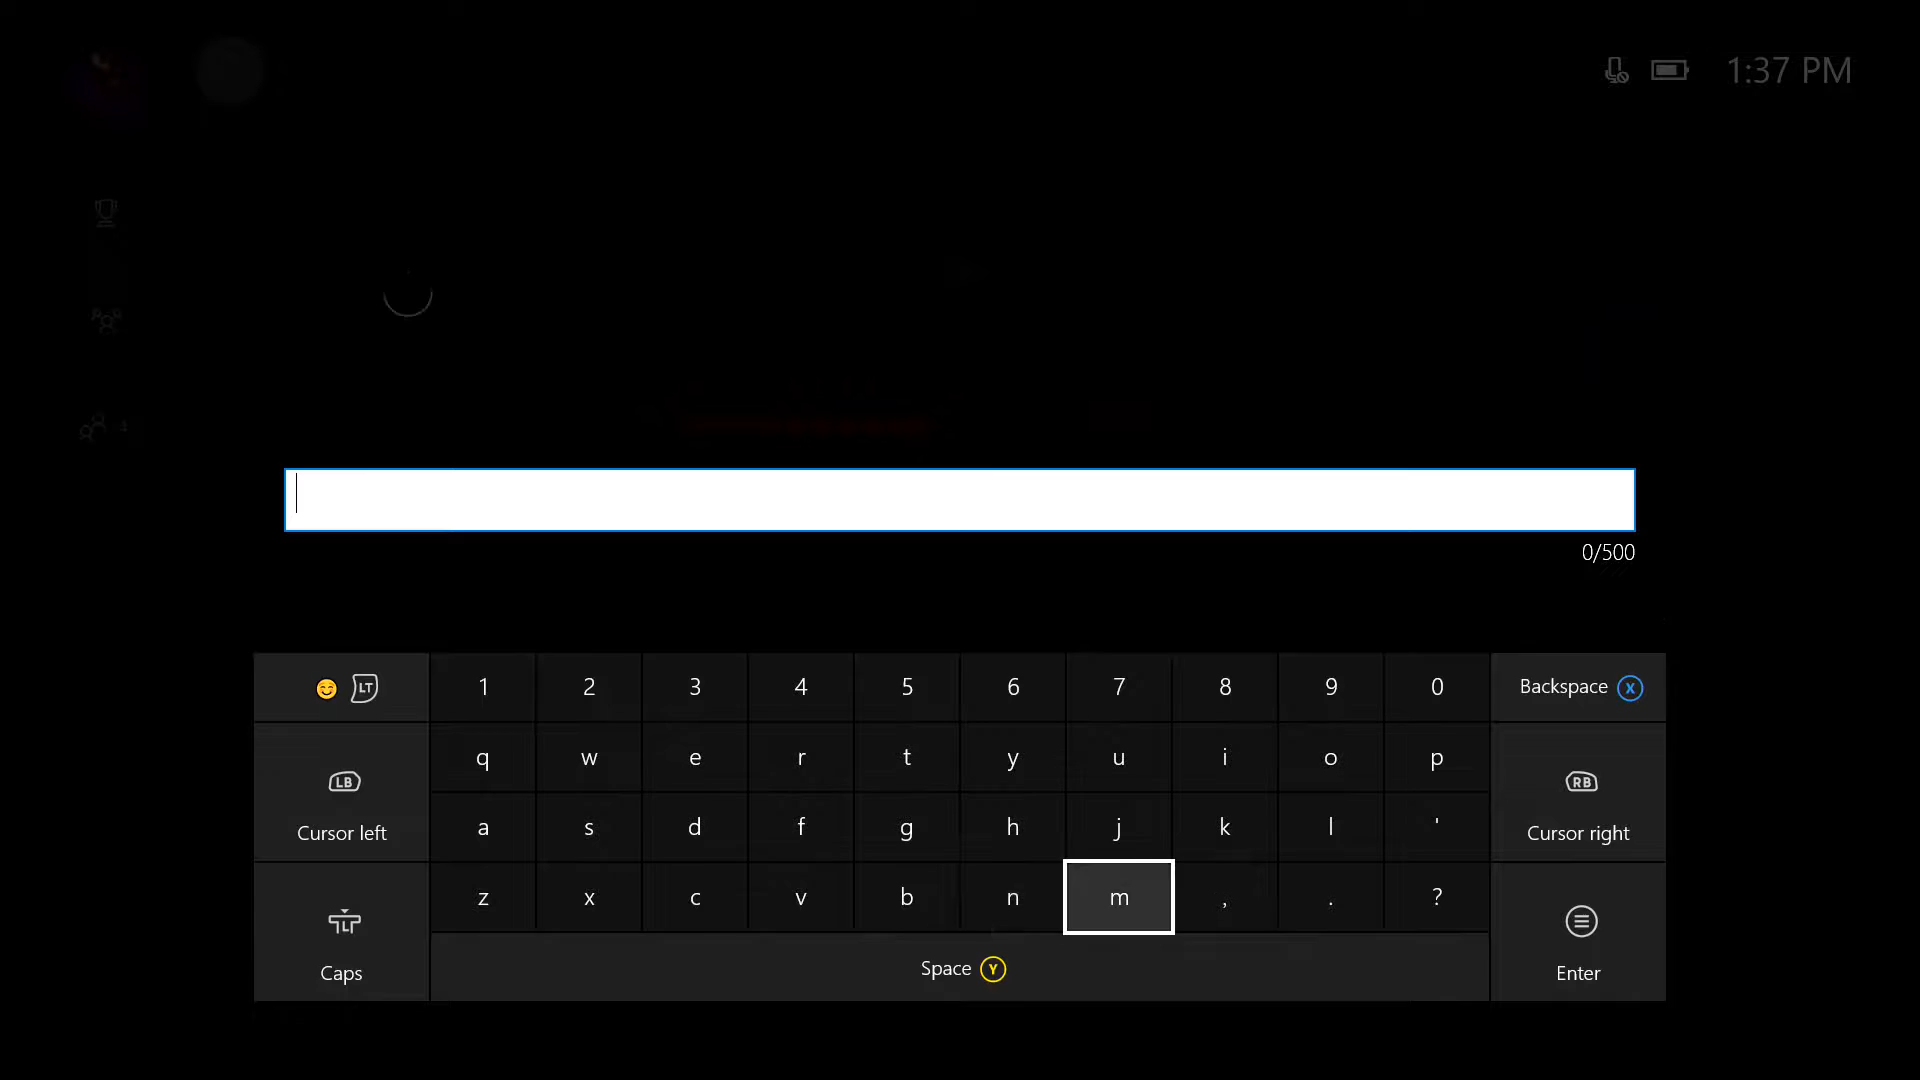 1:37 PM
0/500
LT 1 2 3 4 5 6 7 8 9 0 Backspace X
q w e r t y u i o p
LB RB
Cursor left a s d f g h j k l ' Cursor right
z x c v b n m , . ?
Caps Space Y Enter